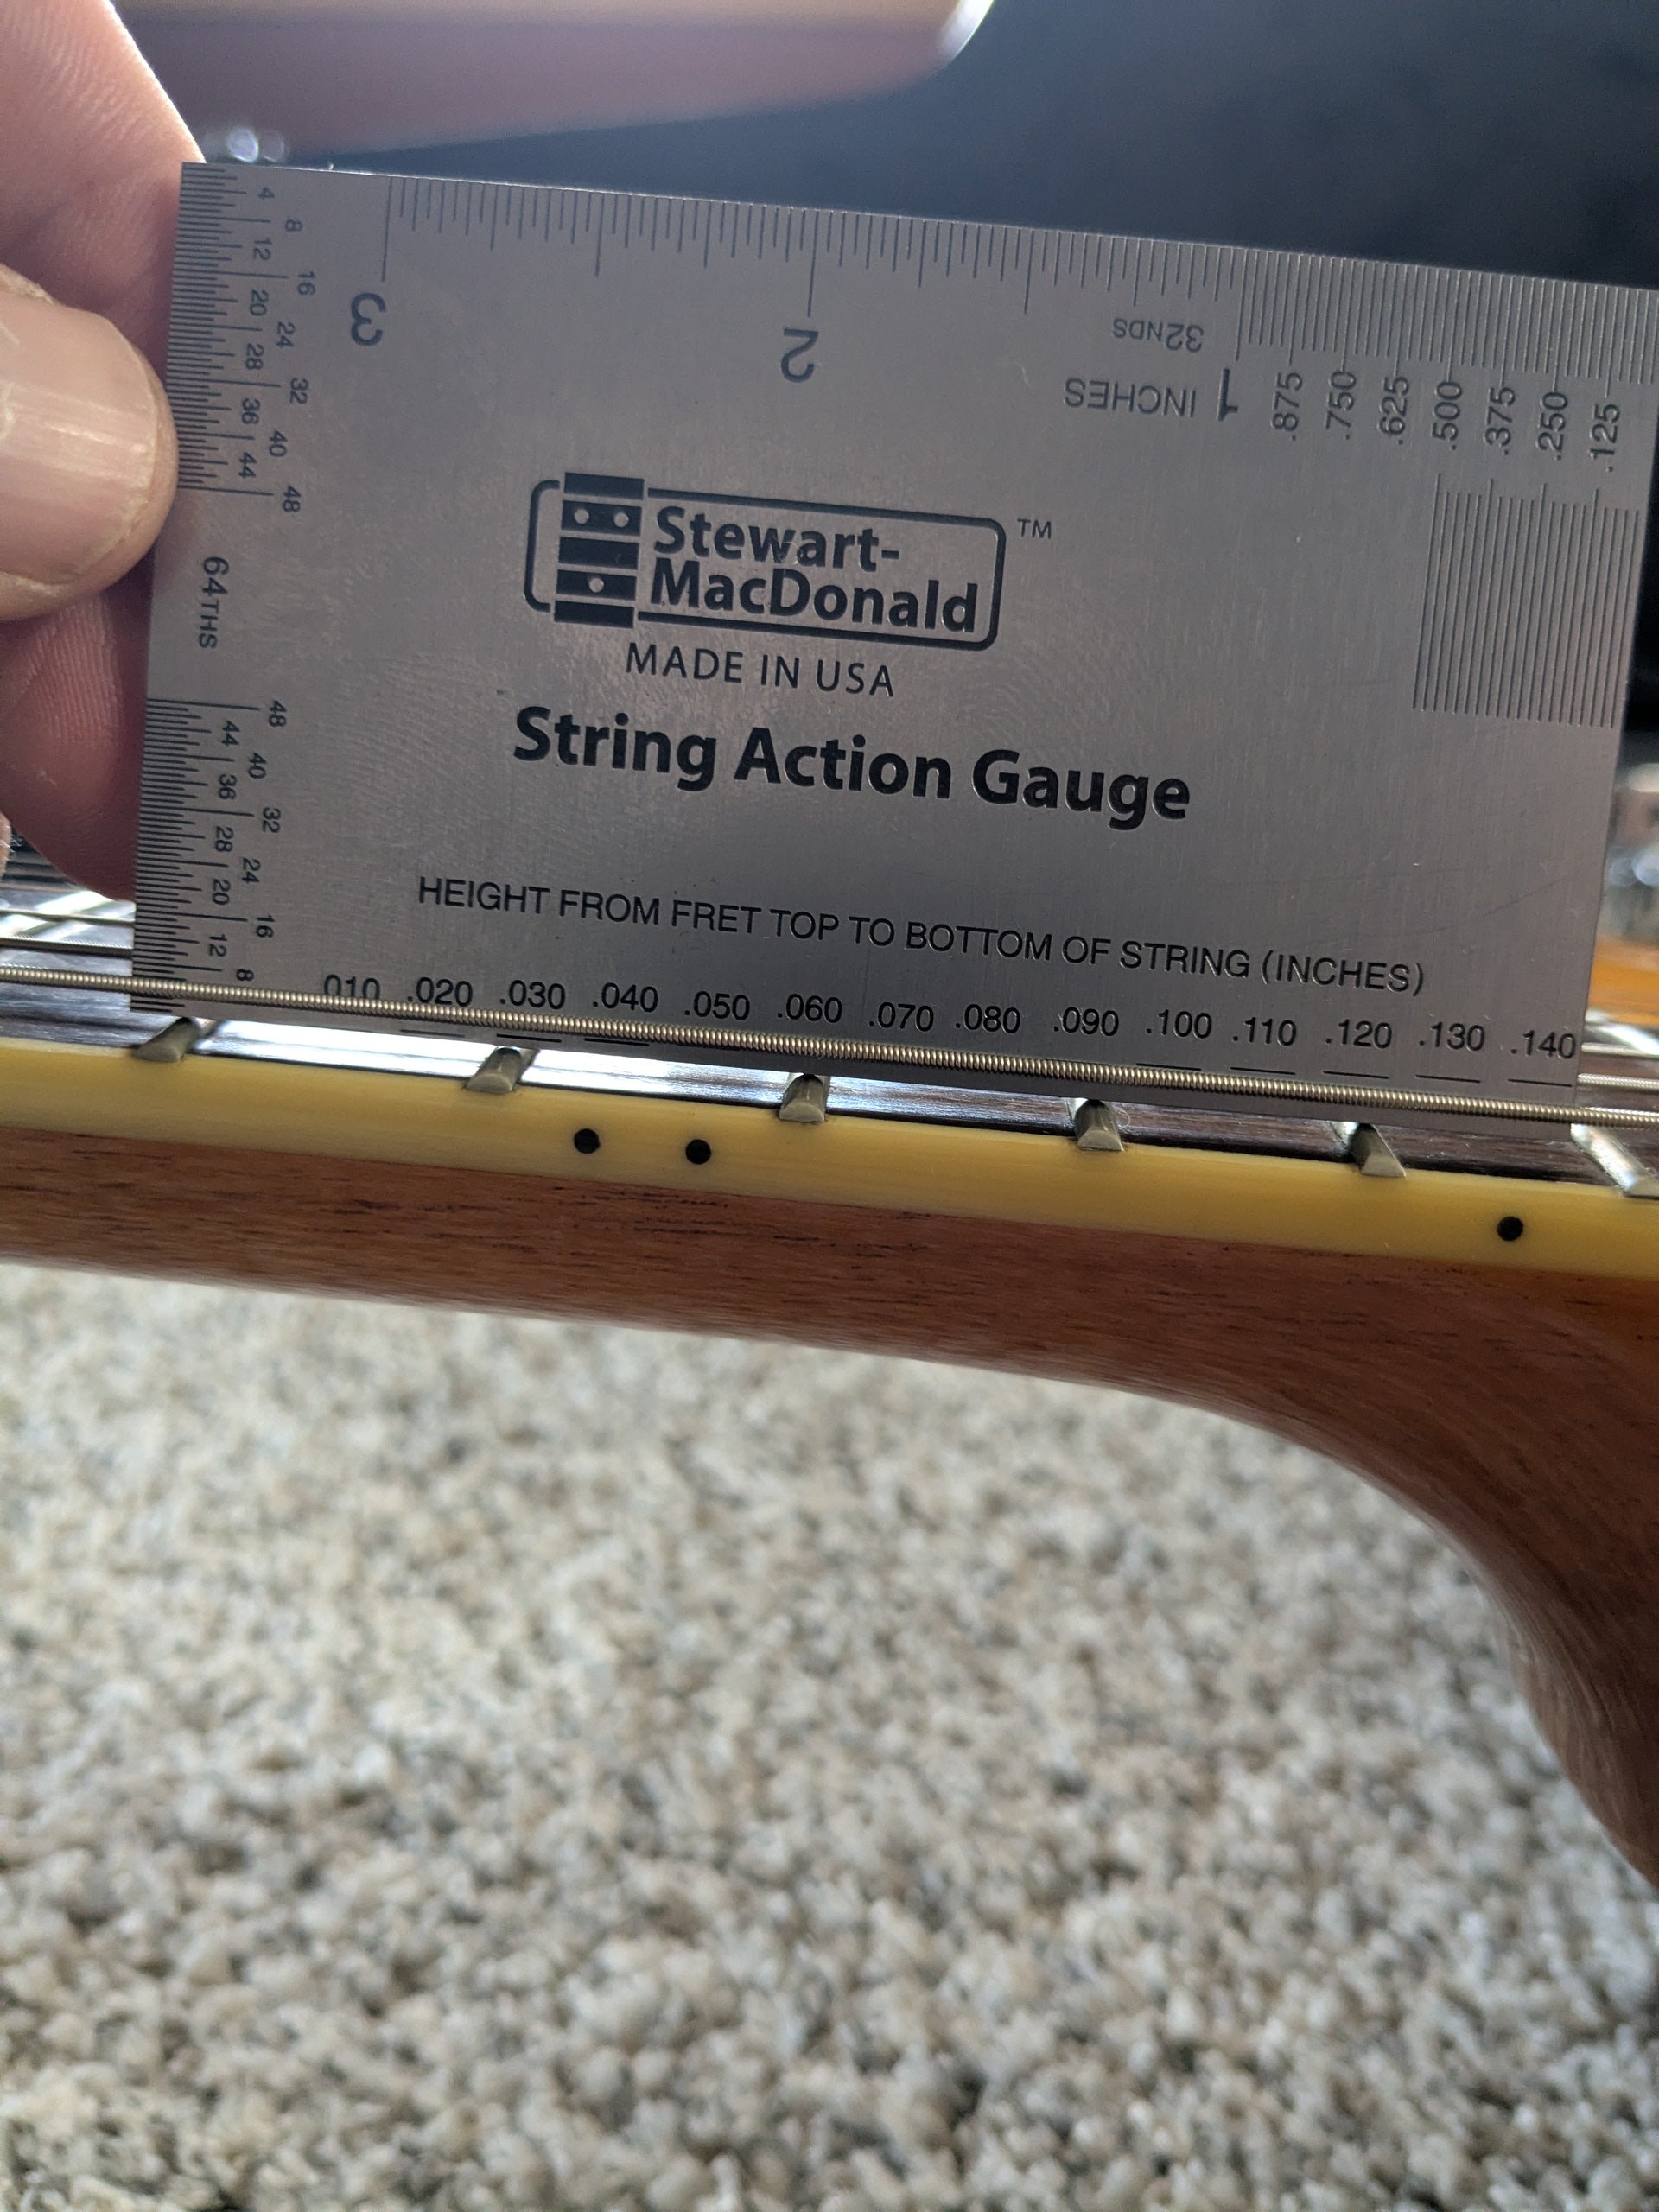 4 8
12 16
20 24
28 32
36 40
44 48
64THS
48
44 40
36 32
28 24
20 16
12 8
3
2
32NDS
INCHES 1
.875 .750 .625 .500 .375 .250 .125
Stewart-
MacDonald
TM
MADE IN USA
String Action Gauge
HEIGHT FROM FRET TOP TO BOTTOM OF STRING (INCHES)
010 .020 .030 .040 .050 .060 .070 .080 .090 .100 .110 .120 .130 .140